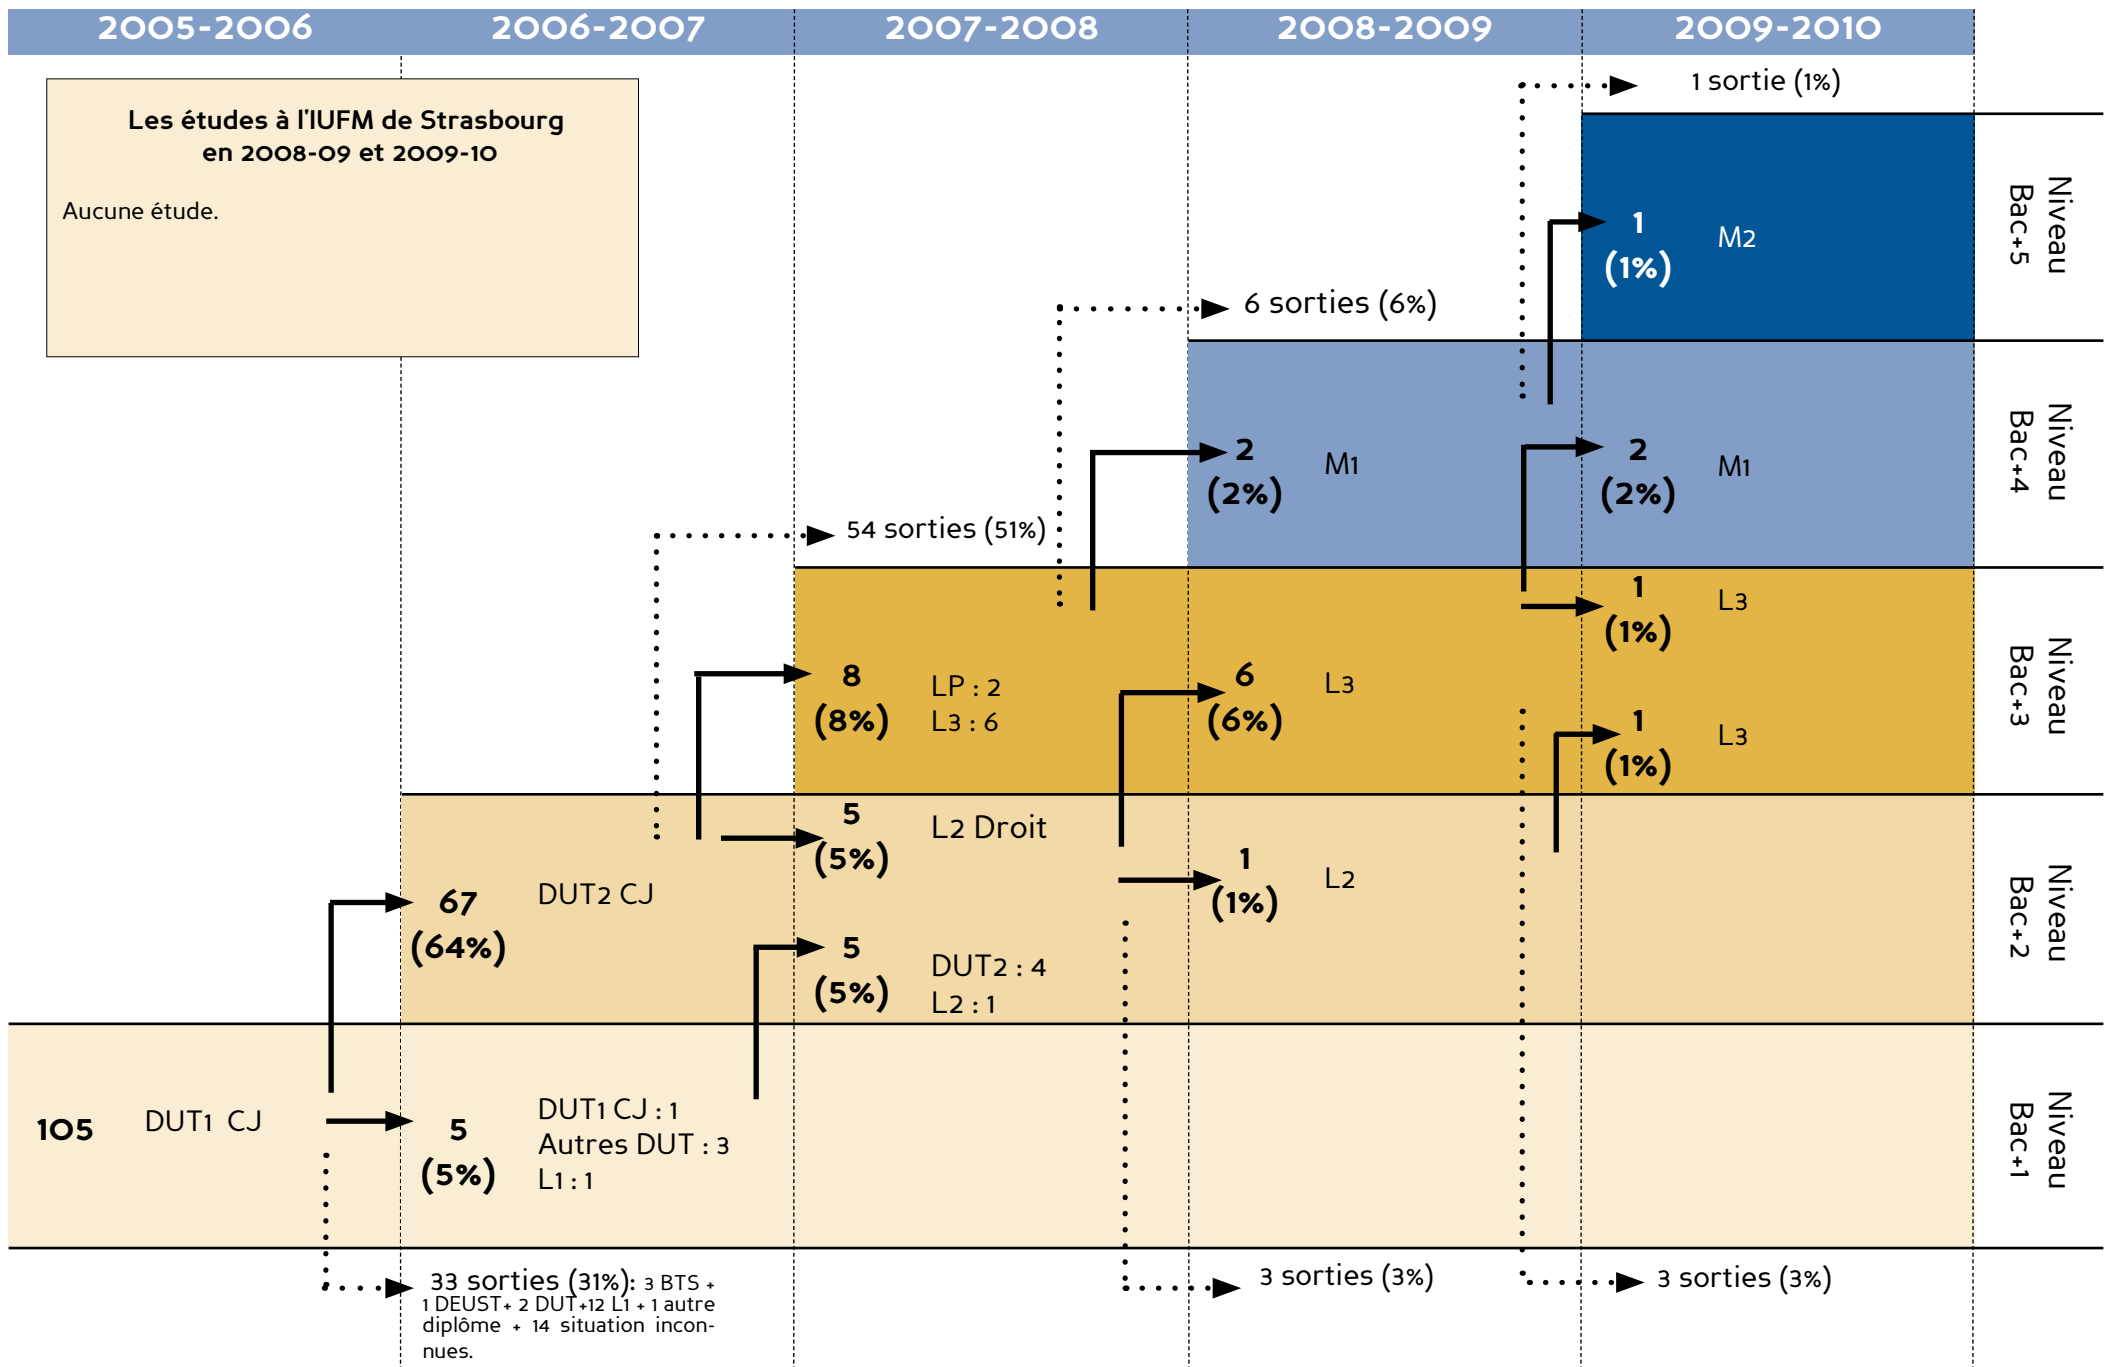 2005-2006 2006-2007 2007-2008 2008-2009 2009-2010
Les études à l'IUFM de Strasbourg
en 2008-09 et 2009-10
Aucune étude.
1 sortie (1%)
1
(1%)
M2
Niveau
Bac+5
6 sorties (6%)
2
(2%)
M1
2
(2%)
M1
Niveau
Bac+4
54 sorties (51%)
8
(8%)
LP : 2
L3 : 6
6
(6%)
L3
1
(1%)
L3
1
(1%)
L3
Niveau
Bac+3
67
(64%)
DUT2 CJ
5
(5%)
L2 Droit
5
(5%)
DUT2 : 4
L2 : 1
1
(1%)
L2
Niveau
Bac+2
105
DUT1 CJ
5
(5%)
DUT1 CJ : 1
Autres DUT : 3
L1 : 1
Niveau
Bac+1
33 sorties (31%): 3 BTS +
1 DEUST+ 2 DUT+12 L1 + 1 autre
diplôme + 14 situation incon-
nues.
3 sorties (3%)
3 sorties (3%)